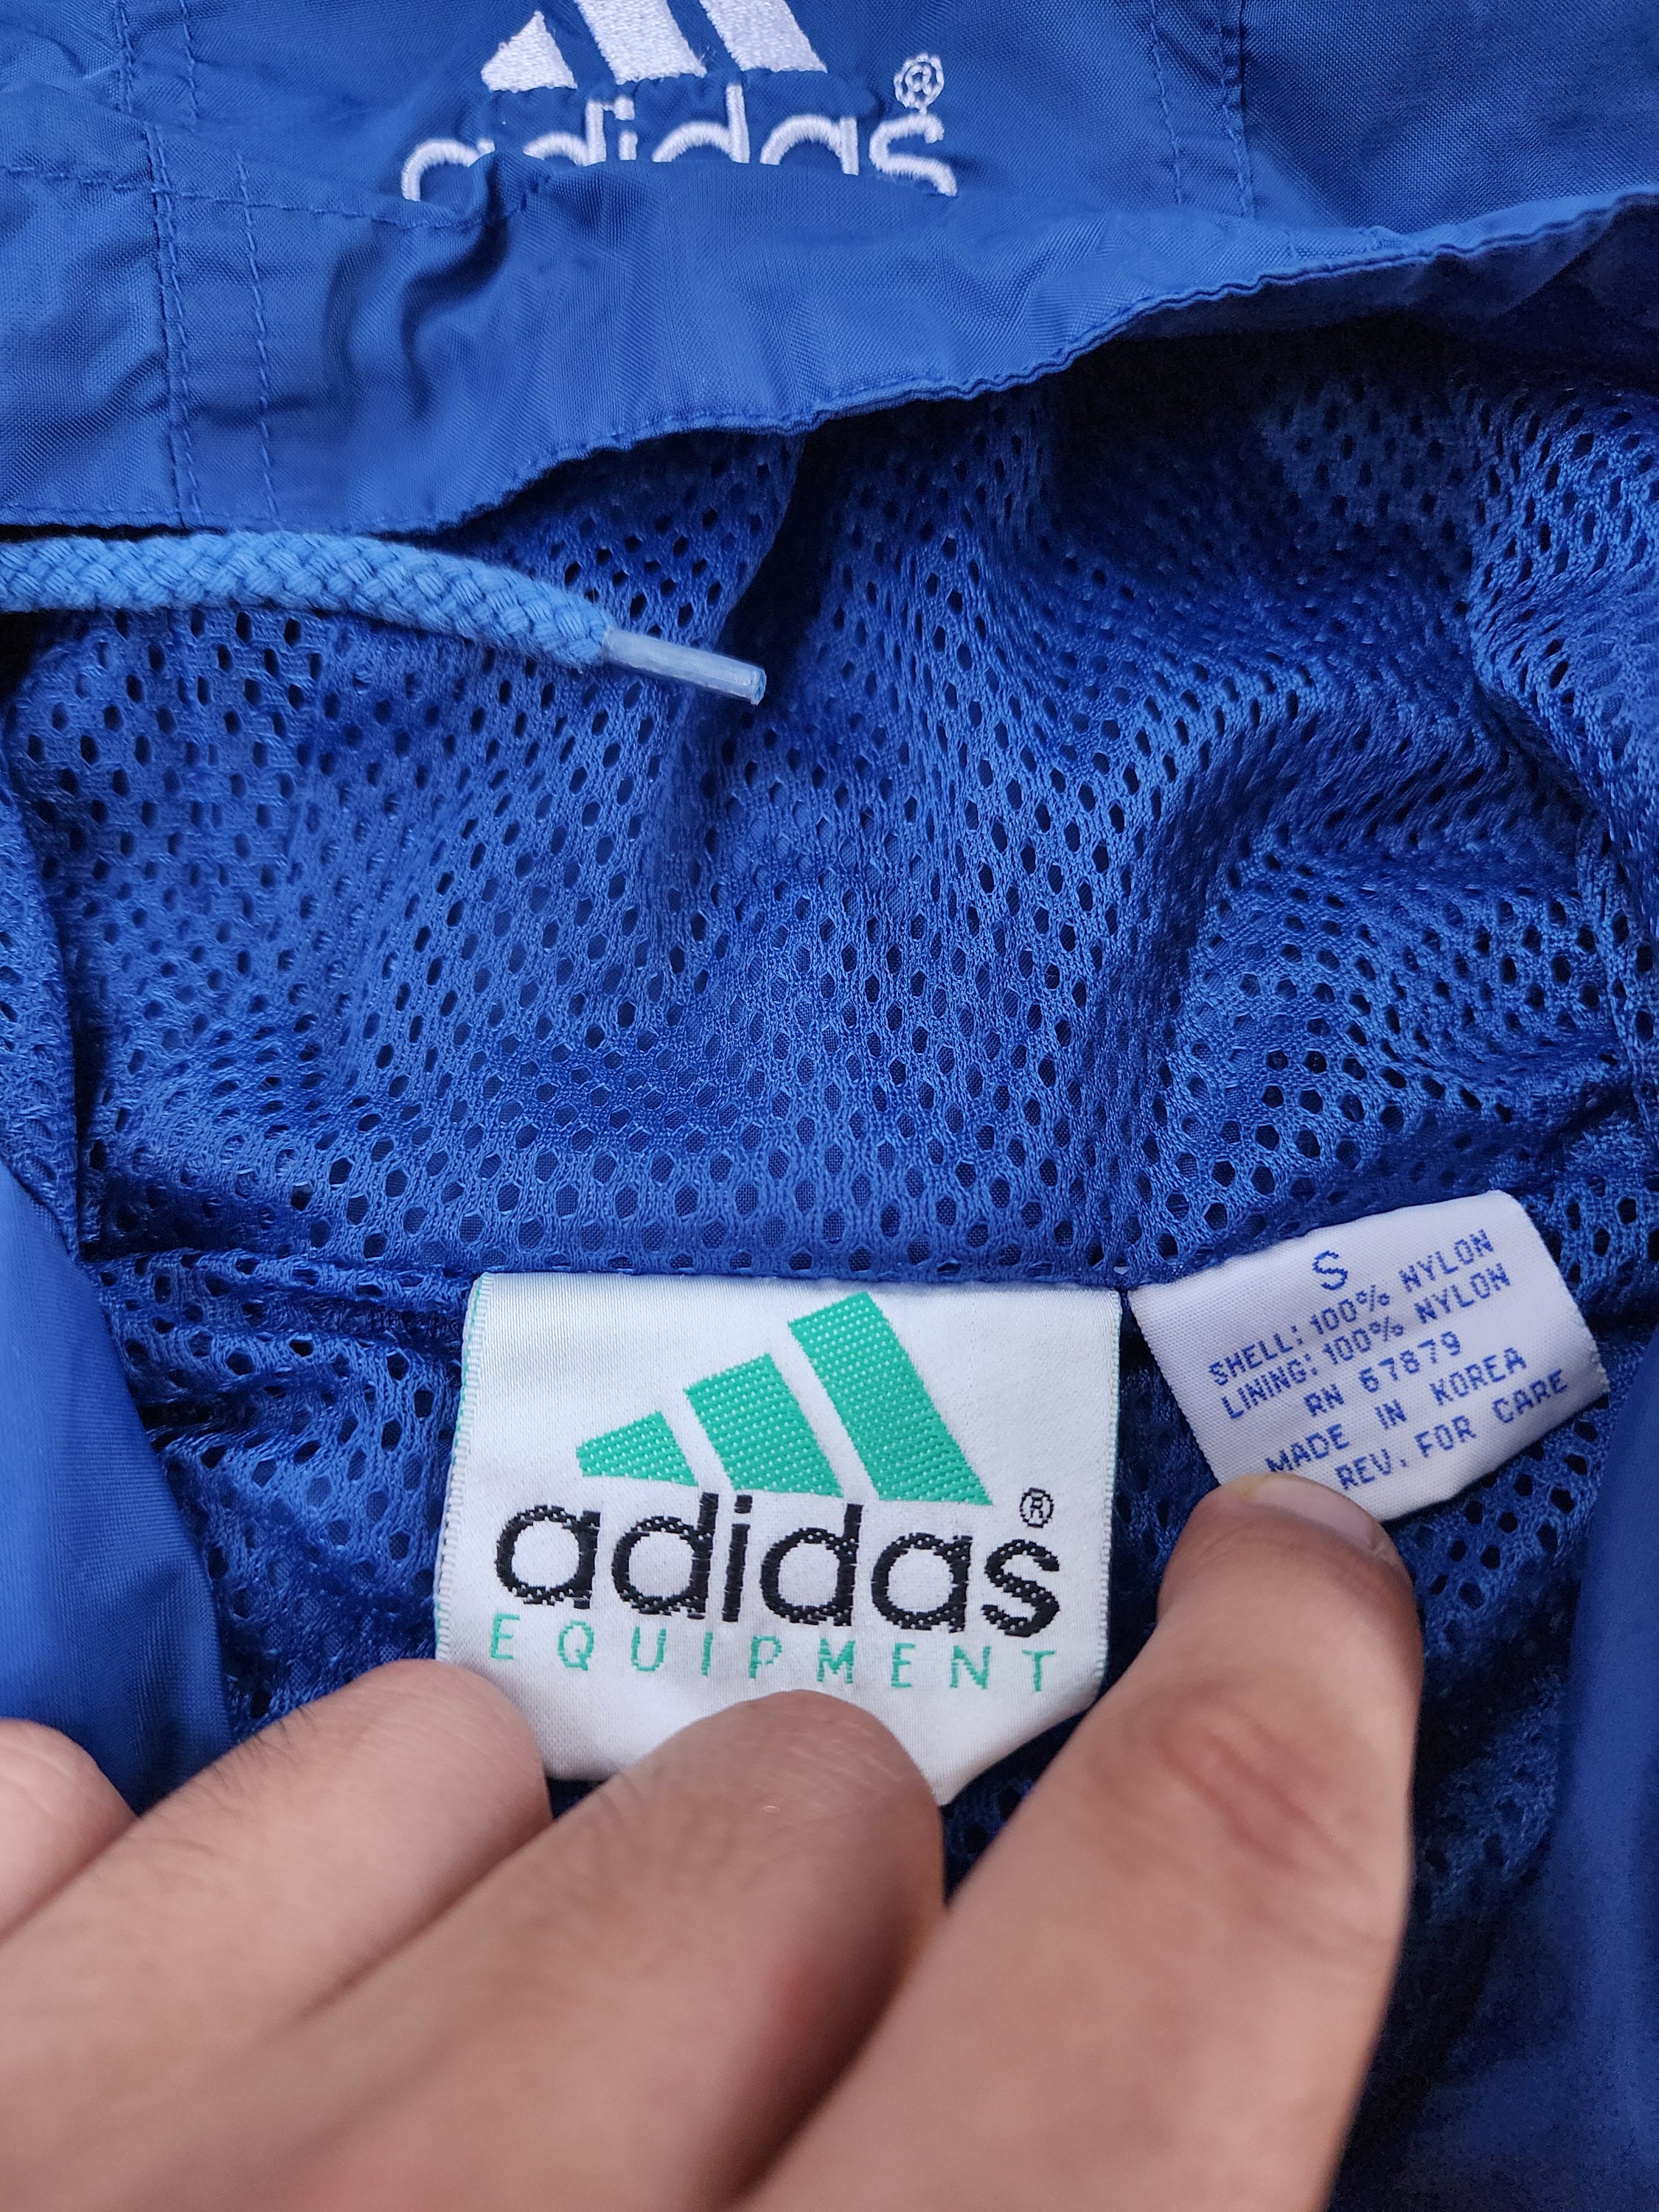 adidas®
adidas®
EQUIPMENT
S
SHELL: 100% NYLON
LINING: 100% NYLON
RN 67879
MADE IN KOREA
REV. FOR CARE